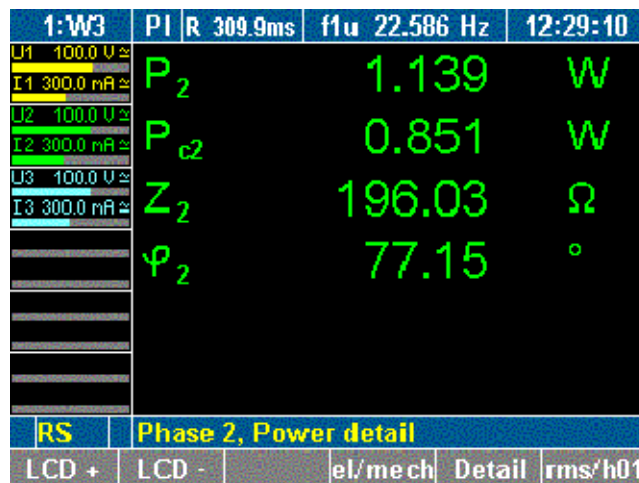 1:W3 PI R 309.9ms f1u 22.586 Hz 12:29:10
U1 100.0 V ≃
I1 300.0 mA ≃
U2 100.0 V ≃
I2 300.0 mA ≃
U3 100.0 V ≃
I3 300.0 mA ≃
P2 1.139 W
Pc2 0.851 W
Z2 196.03 Ω
φ2 77.15 °
RS Phase 2, Power detail
LCD + LCD - el/mech Detail rms/h01